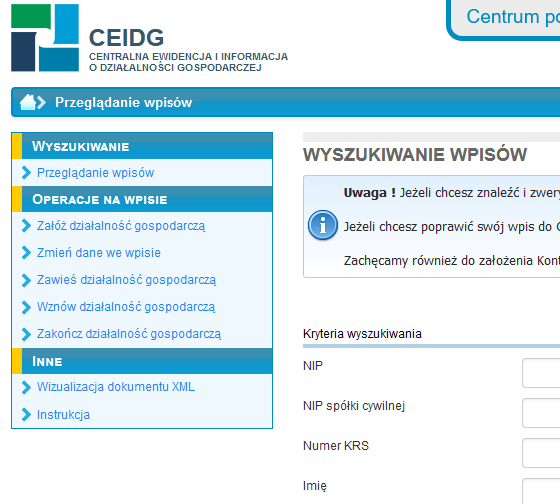 Centrum
CEIDG
CENTRALNA EWIDENCJA I INFORMACJA
O DZIAŁALNOŚCI GOSPODARCZEJ
Przeglądanie wpisów
WYSZUKIWANIE
Przeglądanie wpisów
OPERACJE NA WPISIE
Załóż działalność gospodarczą
Zmień dane we wpisie
Zawieś działalność gospodarczą
Wznów działalność gospodarczą
Zakończ działalność gospodarczą
INNE
Wizualizacja dokumentu XML
Instrukcja
WYSZUKIWANIE WPISÓW
Uwaga ! Jeżeli chcesz znaleźć i
Jeżeli chcesz poprawić swój wpis do
Zachęcamy również do założenia
Kryteria wyszukiwania
NIP
NIP spółki cywilnej
Numer KRS
Imię